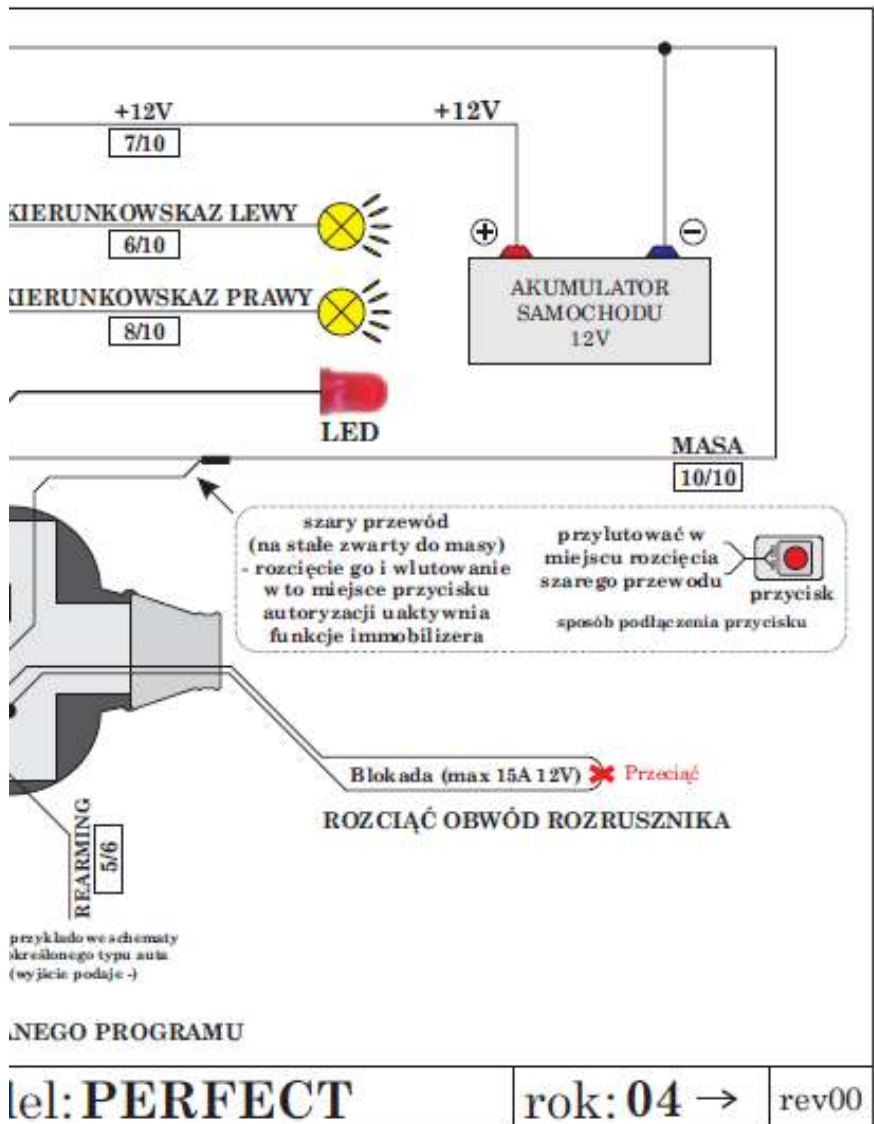 +12V
+12V
7/10
KIERUNKOWSKAZ LEWY
6/10
KIERUNKOWSKAZ PRAWY
8/10
+
−
AKUMULATOR
SAMOCHODU
12V
LED
MASA
10/10
szary przewód
(na stałe zwarty do masy)
- rozcięcie go i wlutowanie
w to miejsce przycisku
autoryzacji uaktywnia
funkcje immobilizera
przylutować w
miejscu rozcięcia
szarego przewodu
przycisk
sposób podłączenia przycisku
Blokada (max 15A 12V)
Przeciąć
ROZCIĄĆ OBWÓD ROZRUSZNIKA
REARMING
5/6
przykładowe schematy
określonego typu auta
(wyjście podaje -)
ANEGO PROGRAMU
del: PERFECT
rok: 04 →
rev00